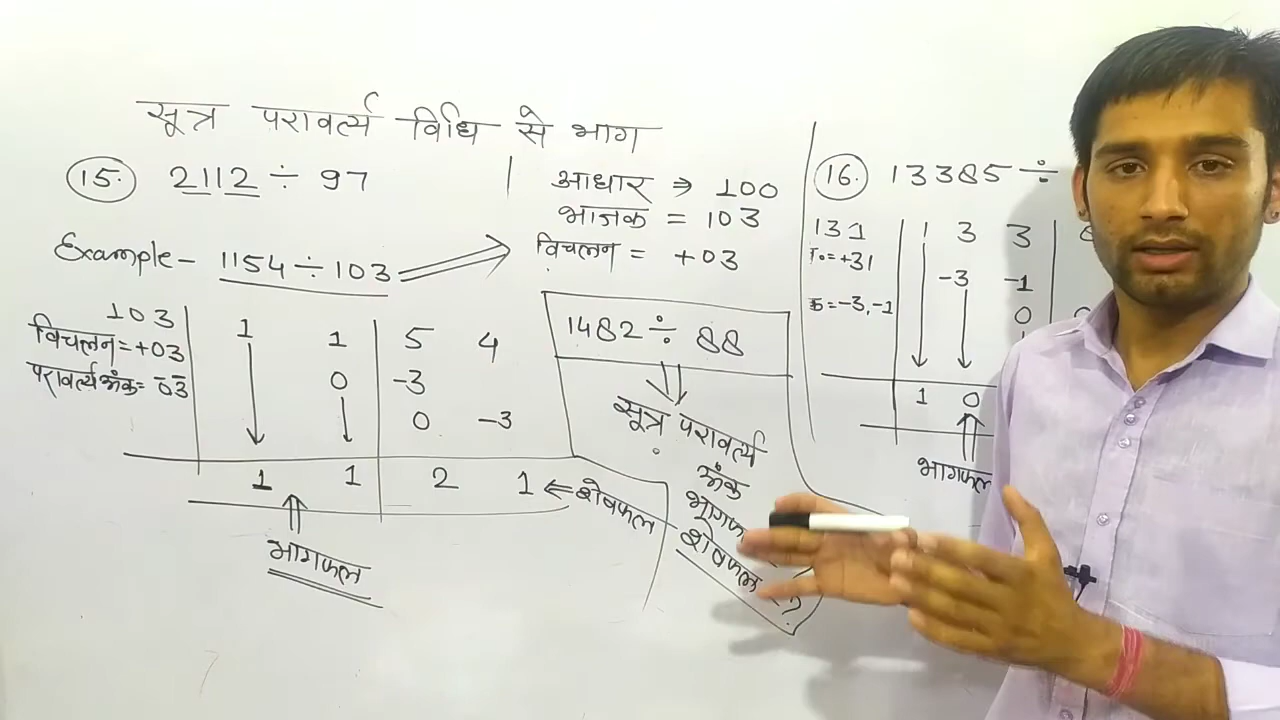 सूत्र परावर्त्य विधि से भाग
15. 2112 ÷ 97
Example - 1154 ÷ 103
आधार ⇒ 100
भाजक = 103
विचलन = +03
103 1 1 5 4
विचलन = +03
परावर्त्य अंक = -0 -3
0 -3
0 -3
1 1 2 1 ⇐ शेषफल
भागफल
1482 ÷ 88
सूत्र परावर्त्य
अंक
शेषफल - ?
16. 13385 ÷
131 1 3 3
-3 -1
= -3, -1
0
1 0
भागफल